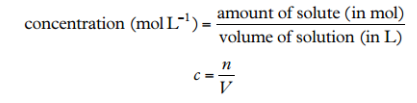 concentration (mol L⁻¹) = amount of solute (in mol) / volume of solution (in L)
c = n / V